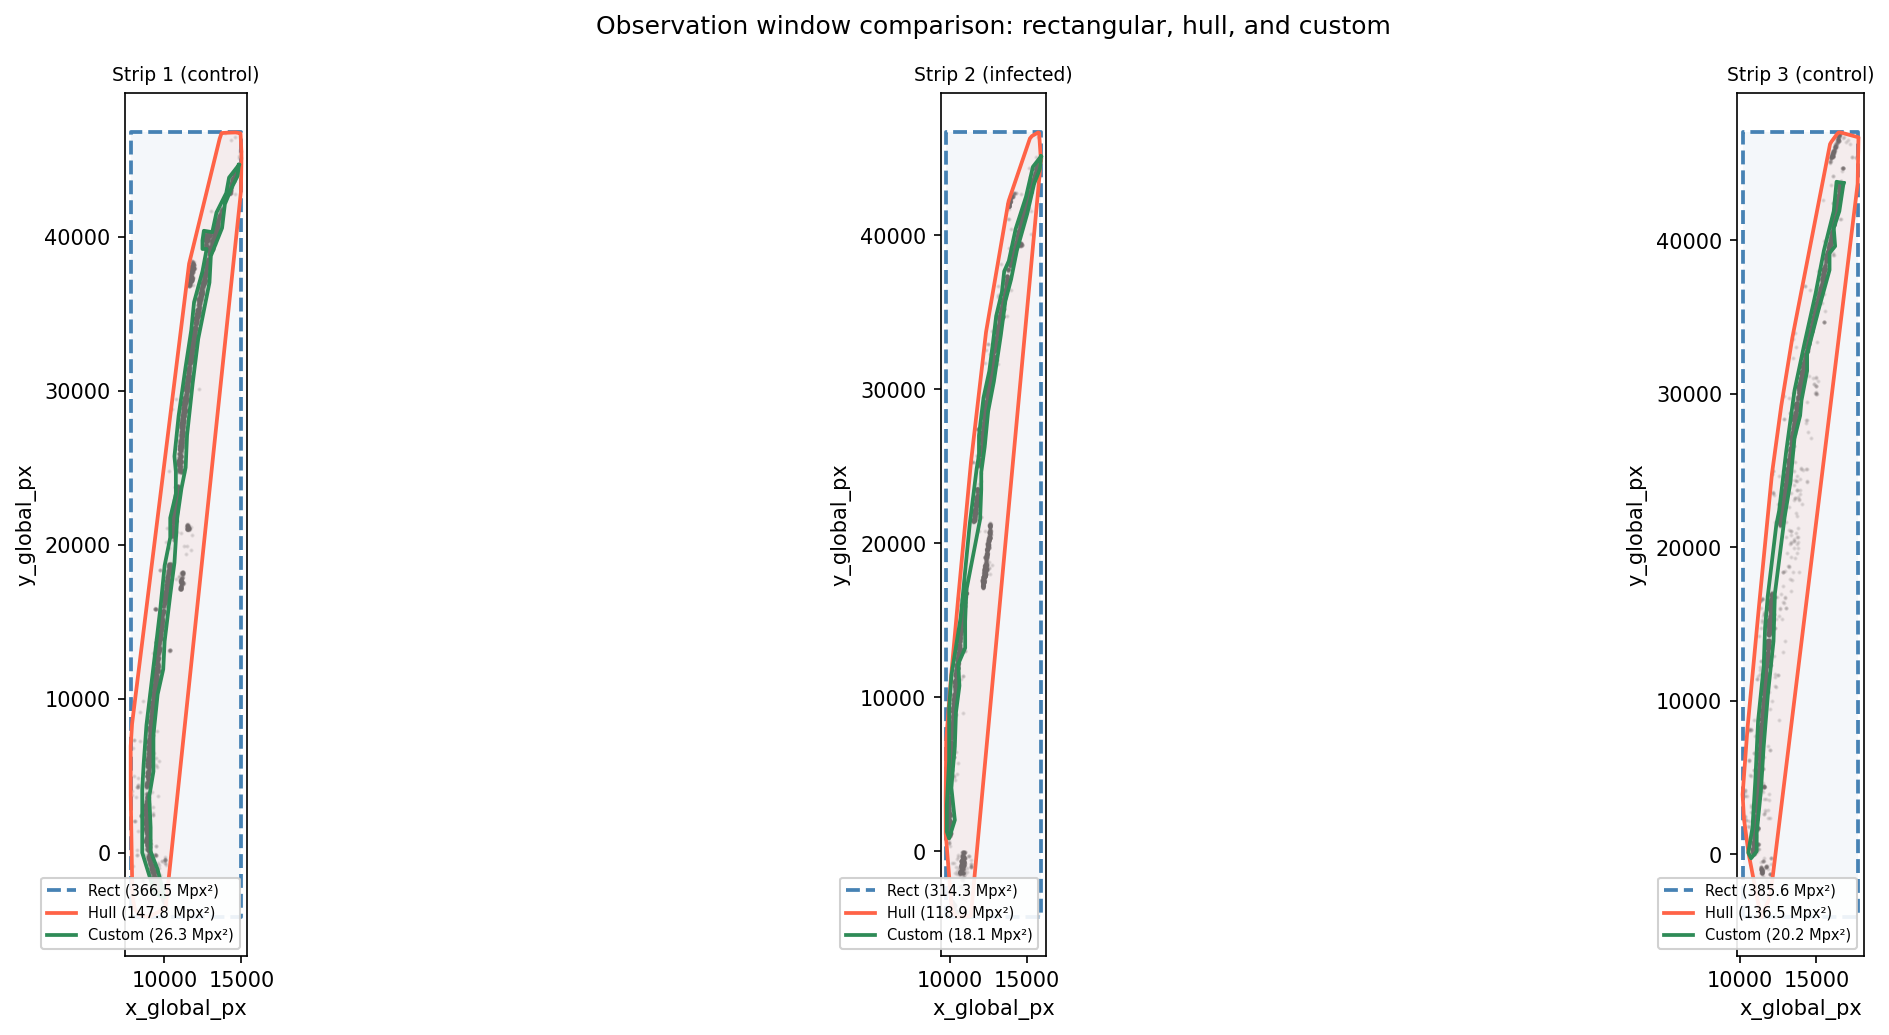 Observation window comparison: rectangular, hull, and custom
Strip 1 (control)
40000
30000
20000
10000
0
y_global_px
Rect (366.5 Mpx²)
Hull (147.8 Mpx²)
Custom (26.3 Mpx²)
10000 15000
x_global_px
Strip 2 (infected)
40000
30000
20000
10000
0
y_global_px
Rect (314.3 Mpx²)
Hull (118.9 Mpx²)
Custom (18.1 Mpx²)
10000 15000
x_global_px
Strip 3 (control)
40000
30000
20000
10000
0
y_global_px
Rect (385.6 Mpx²)
Hull (136.5 Mpx²)
Custom (20.2 Mpx²)
10000 15000
x_global_px